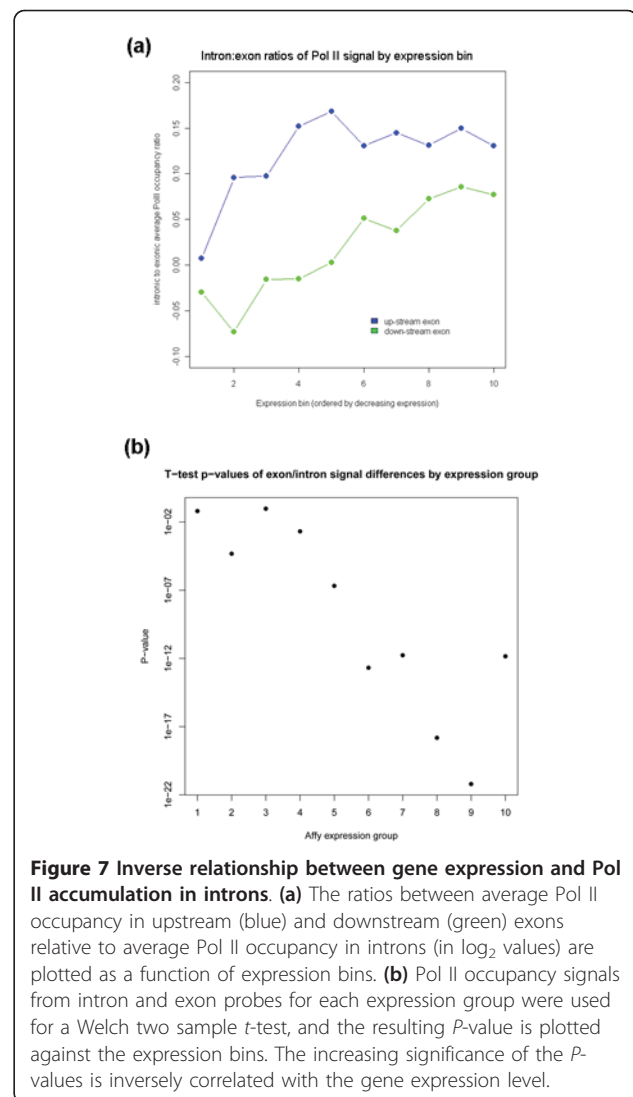 (a)
Intron:exon ratios of Pol II signal by expression bin
intronic to exonic average PolII occupancy ratio
0.20
0.15
0.10
0.05
0.00
-0.05
-0.10
up-stream exon
down-stream exon
2 4 6 8 10
Expression bin (ordered by decreasing expression)
(b)
T-test p-values of exon/intron signal differences by expression group
P-value
1e-02
1e-07
1e-12
1e-17
1e-22
1 2 3 4 5 6 7 8 9 10
Affy expression group
Figure 7 Inverse relationship between gene expression and Pol
II accumulation in introns. (a) The ratios between average Pol II
occupancy in upstream (blue) and downstream (green) exons
relative to average Pol II occupancy in introns (in log₂ values) are
plotted as a function of expression bins. (b) Pol II occupancy signals
from intron and exon probes for each expression group were used
for a Welch two sample t-test, and the resulting P-value is plotted
against the expression bins. The increasing significance of the P-
values is inversely correlated with the gene expression level.